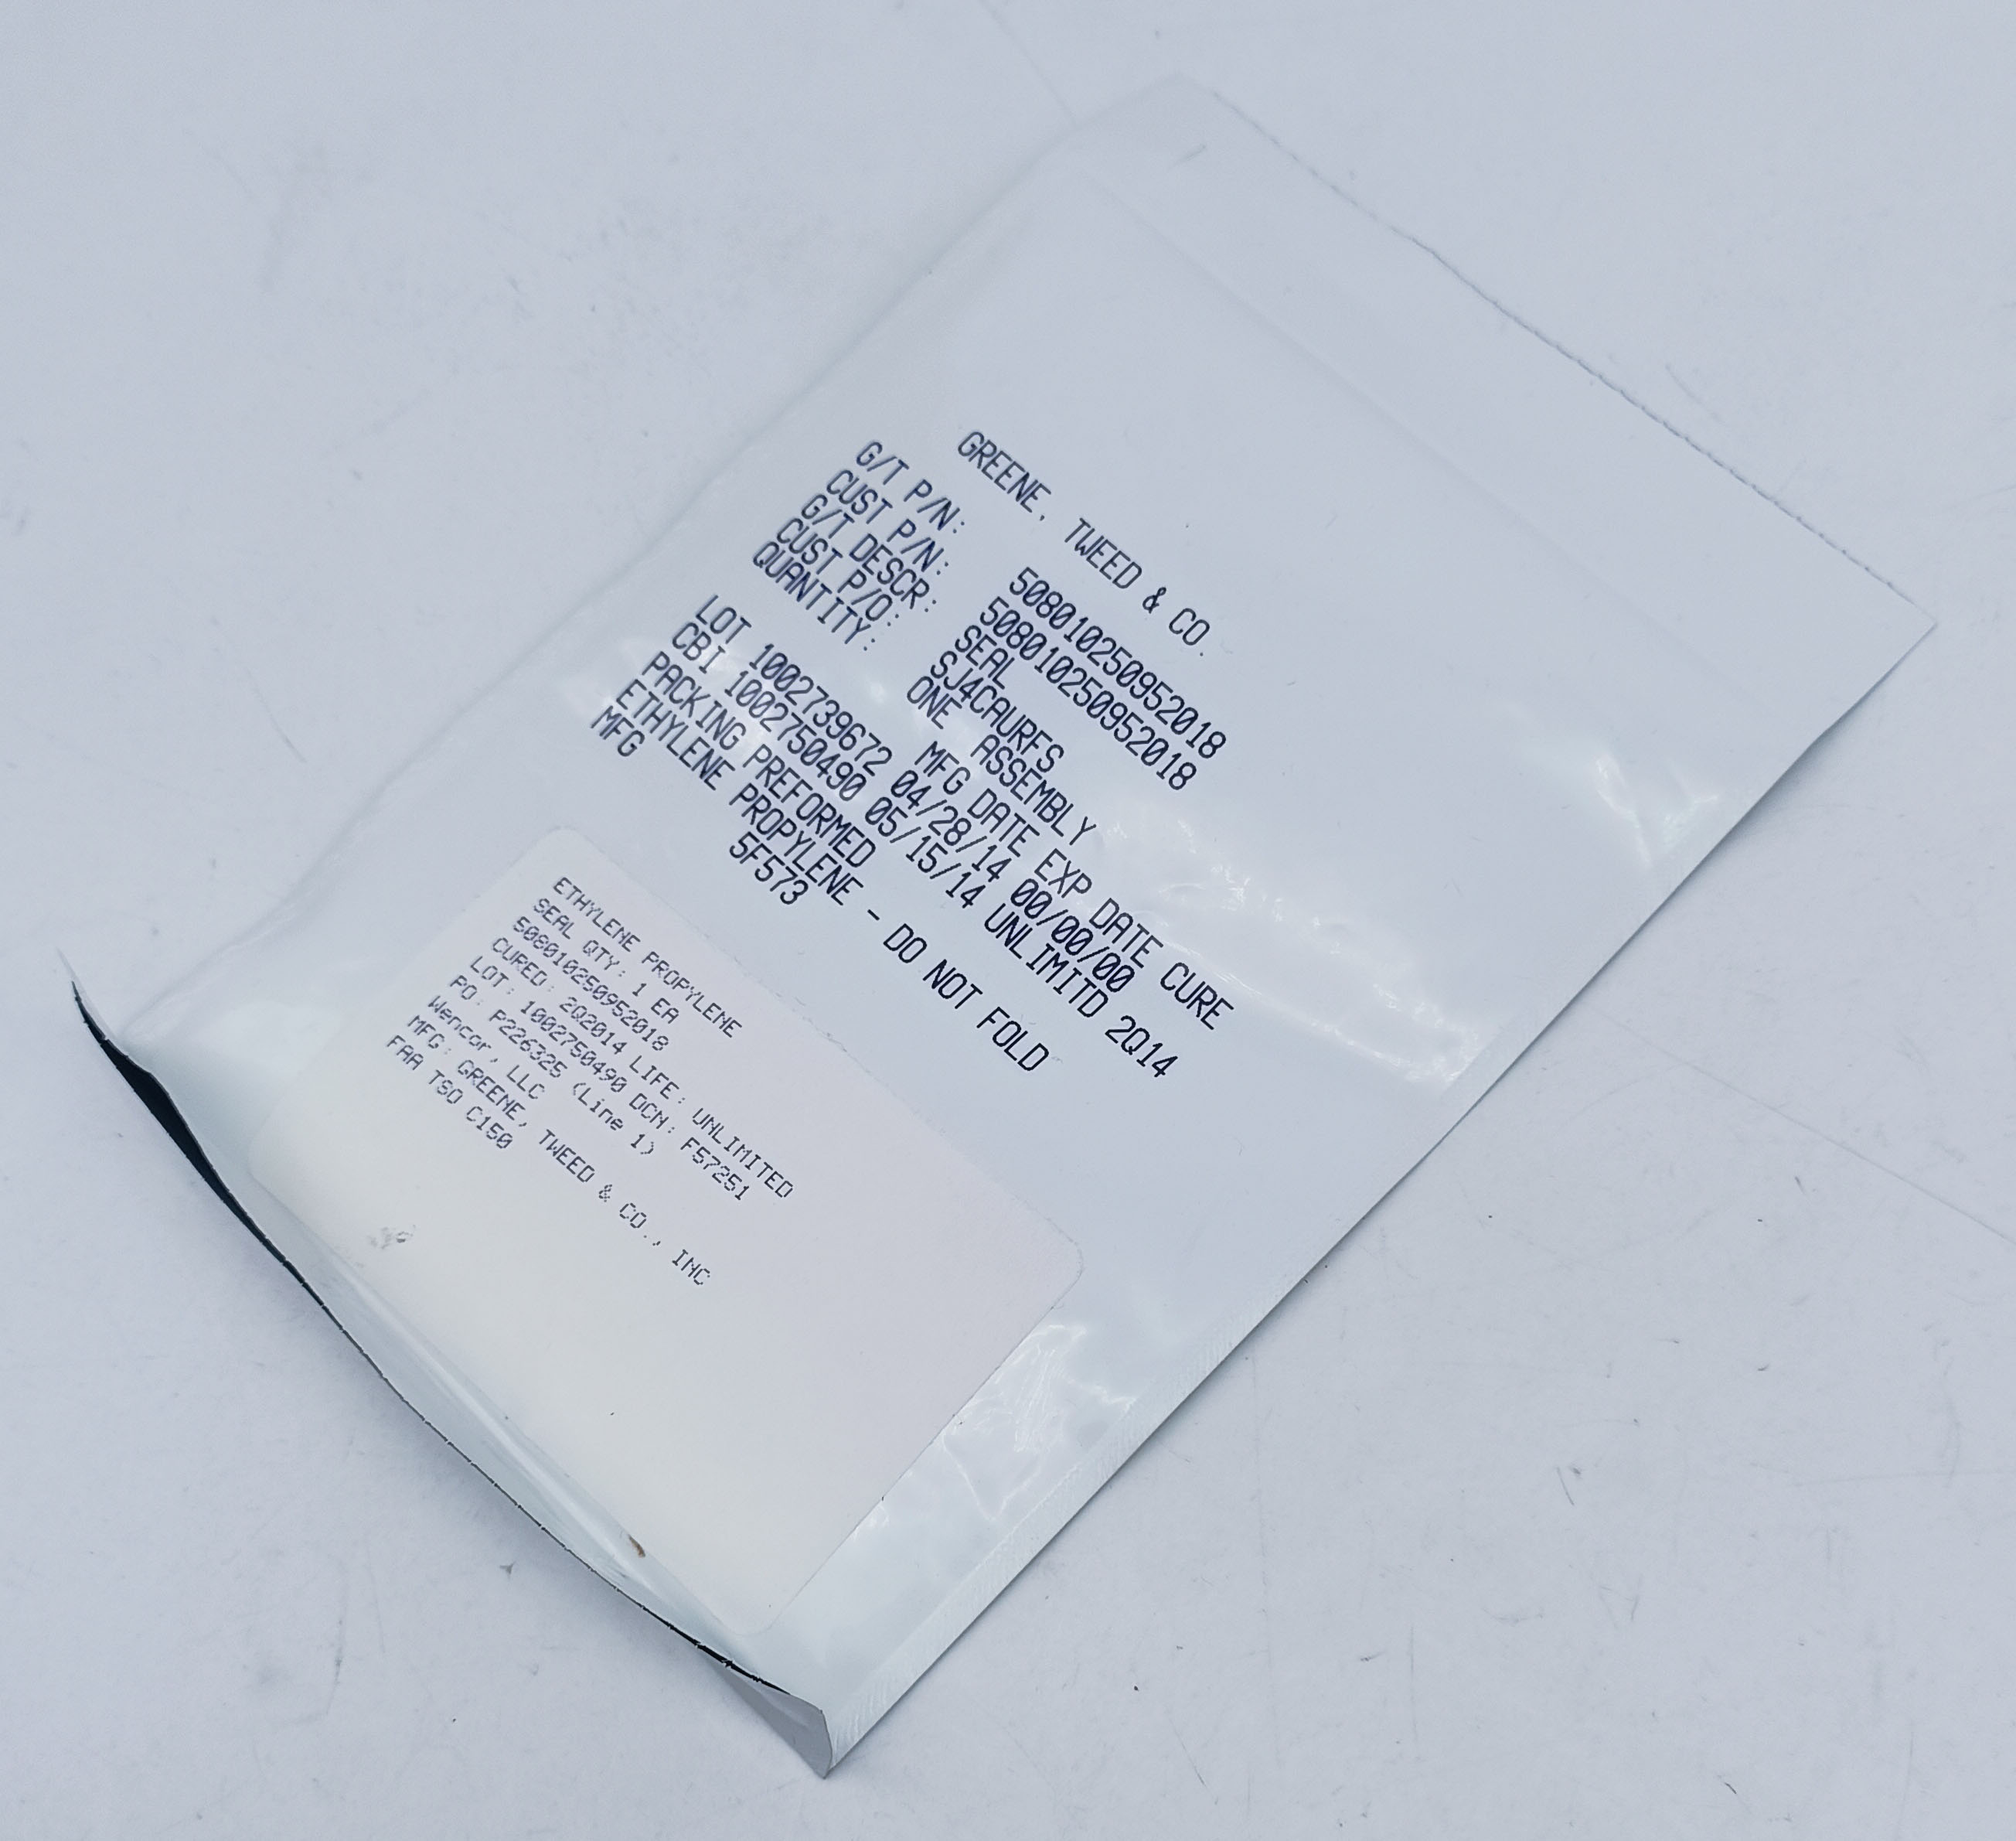 GREENE, TWEED & CO.
G/T P/N: 508010250952018
CUST P/N: 508010250952018
G/T DESCR: SEAL
CUST P/O: SJ4CAURFS
QUANTITY: ONE ASSEMBLY
MFG DATE EXP DATE CURE
LOT 1002739672 04/28/14 00/00/00
CBI 1002750490 05/15/14 UNLIMITD 2Q14
PACKING PREFORMED
ETHYLENE PROPYLENE - DO NOT FOLD
MFG 5F573
ETHYLENE PROPYLENE
SEAL QTY: 1 EA
508010250952018
CURED: 2Q2014 LIFE: UNLIMITED
LOT: 1002750490 DCN: F57251
PO: P226325 (Line 1)
Wencor, LLC
MFG: GREENE, TWEED & CO., INC
FAA TSO C150